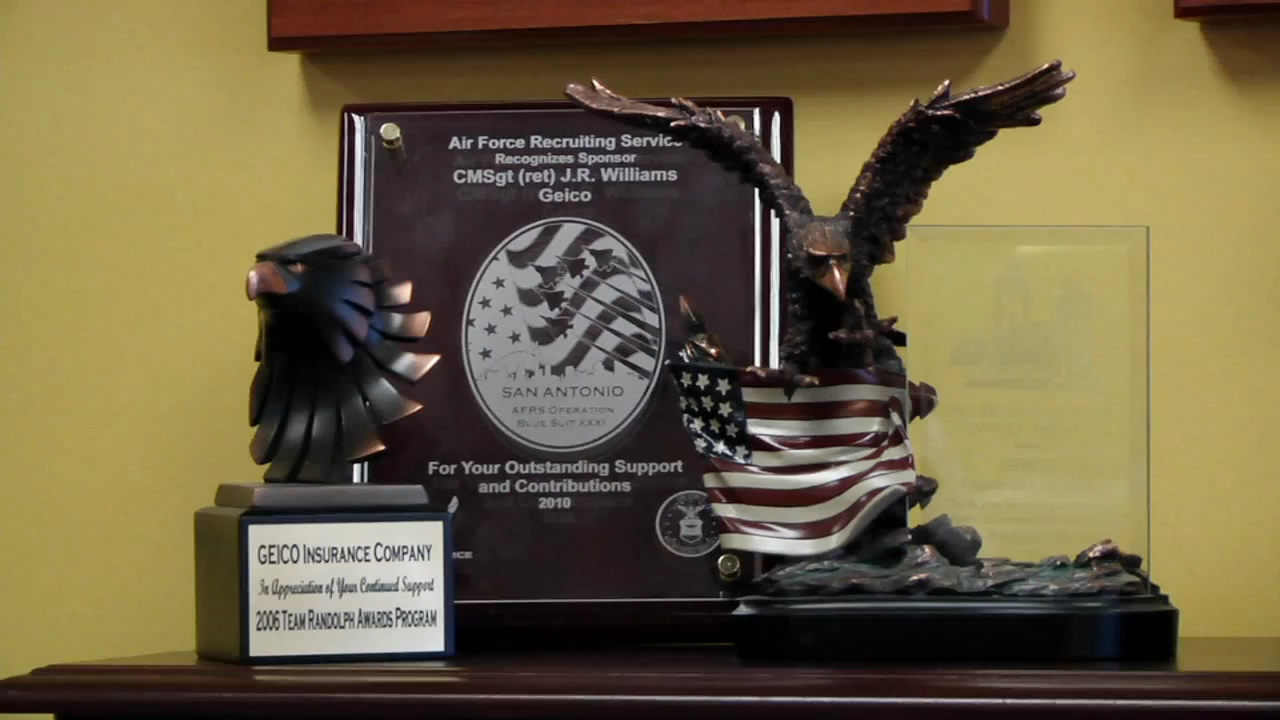 Air Force Recruiting Service
Recognizes Sponsor
CMSgt (ret) J.R. Williams
Geico
SAN ANTONIO
AFRS OPERATION
BLUE SUIT XXXI
For Your Outstanding Support
and Contributions
2010
GEICO INSURANCE COMPANY
In Appreciation of Your Continued Support
2006 TEAM RANDOLPH AWARDS PROGRAM